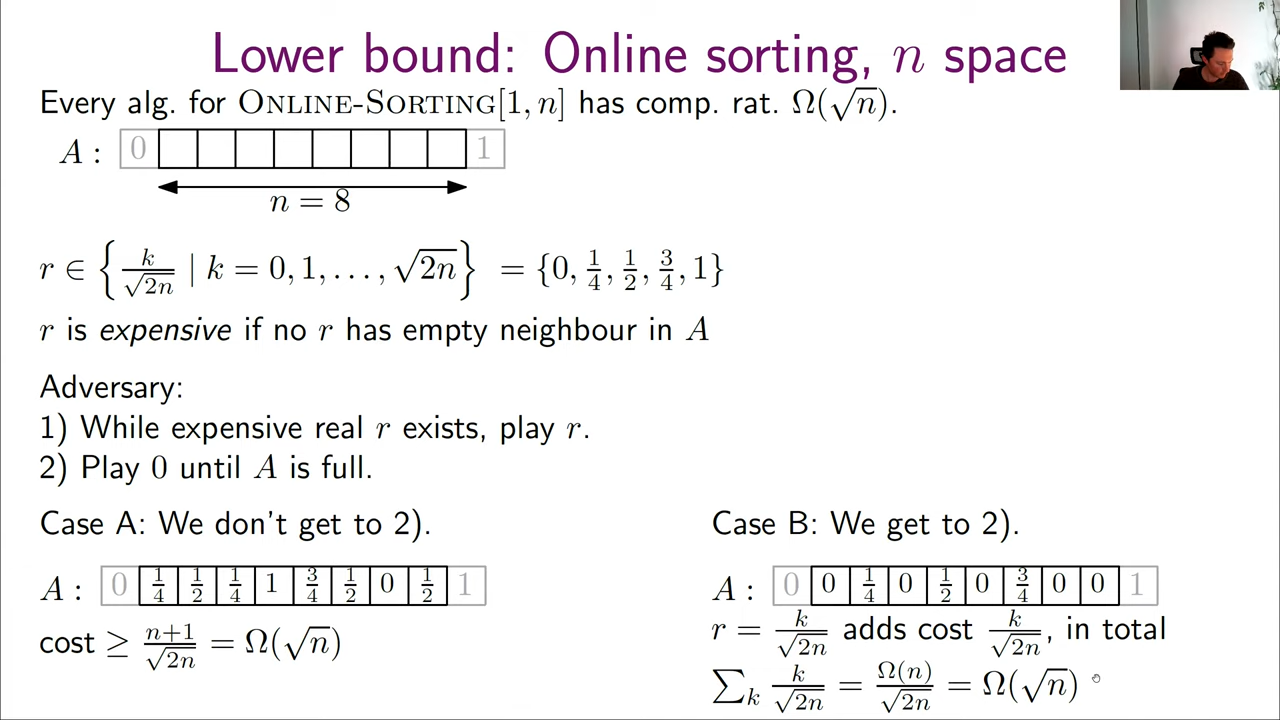 Lower bound: Online sorting, n space
Every alg. for ONLINE-SORTING[1, n] has comp. rat. Ω(√n).
A : 0 1
n = 8
r ∈ { k/√2n | k = 0, 1, . . . , √2n } = {0, 1/4, 1/2, 3/4, 1}
r is expensive if no r has empty neighbour in A
Adversary:
1) While expensive real r exists, play r.
2) Play 0 until A is full.
Case A: We don't get to 2).
A : 0 1/4 1/2 1/4 1 3/4 1/2 0 1/2 1
cost ≥ n+1/√2n = Ω(√n)
Case B: We get to 2).
A : 0 0 1/4 0 1/2 0 3/4 0 0 1
r = k/√2n adds cost k/√2n, in total
∑k k/√2n = Ω(n)/√2n = Ω(√n)